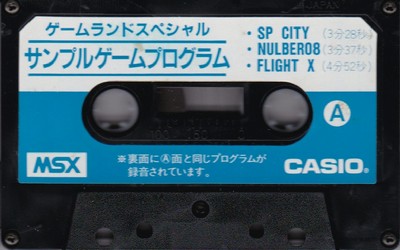 ゲームランドスペシャル
サンプルゲームプログラム
・SP CITY (3分28秒)
・NULBER08 (3分37秒)
・FLIGHT X (4分52秒)
A
MSX
※裏面にⒶ面と同じプログラムが
録音されています。
CASIO®